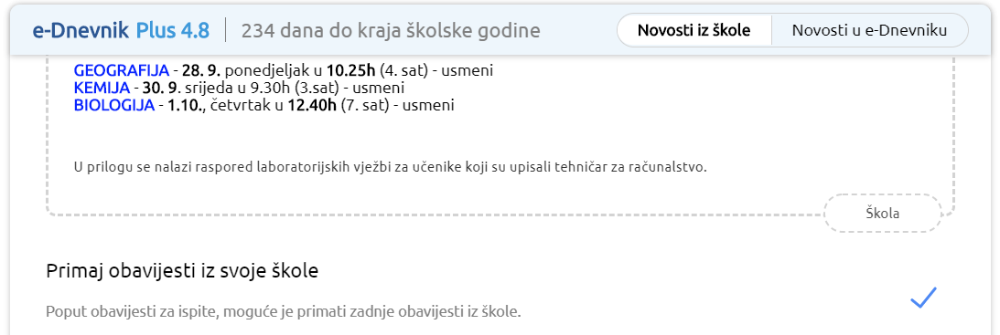 e-Dnevnik Plus 4.8 234 dana do kraja školske godine Novosti iz škole Novosti u e-Dnevniku
GEOGRAFIJA - 28. 9. ponedjeljak u 10.25h (4. sat) - usmeni
KEMIJA - 30. 9. srijeda u 9.30h (3.sat) - usmeni
BIOLOGIJA - 1.10., četvrtak u 12.40h (7. sat) - usmeni
U prilogu se nalazi raspored laboratorijskih vježbi za učenike koji su upisali tehničar za računalstvo.
Škola
Primaj obavijesti iz svoje škole
Poput obavijesti za ispite, moguće je primati zadnje obavijesti iz škole.